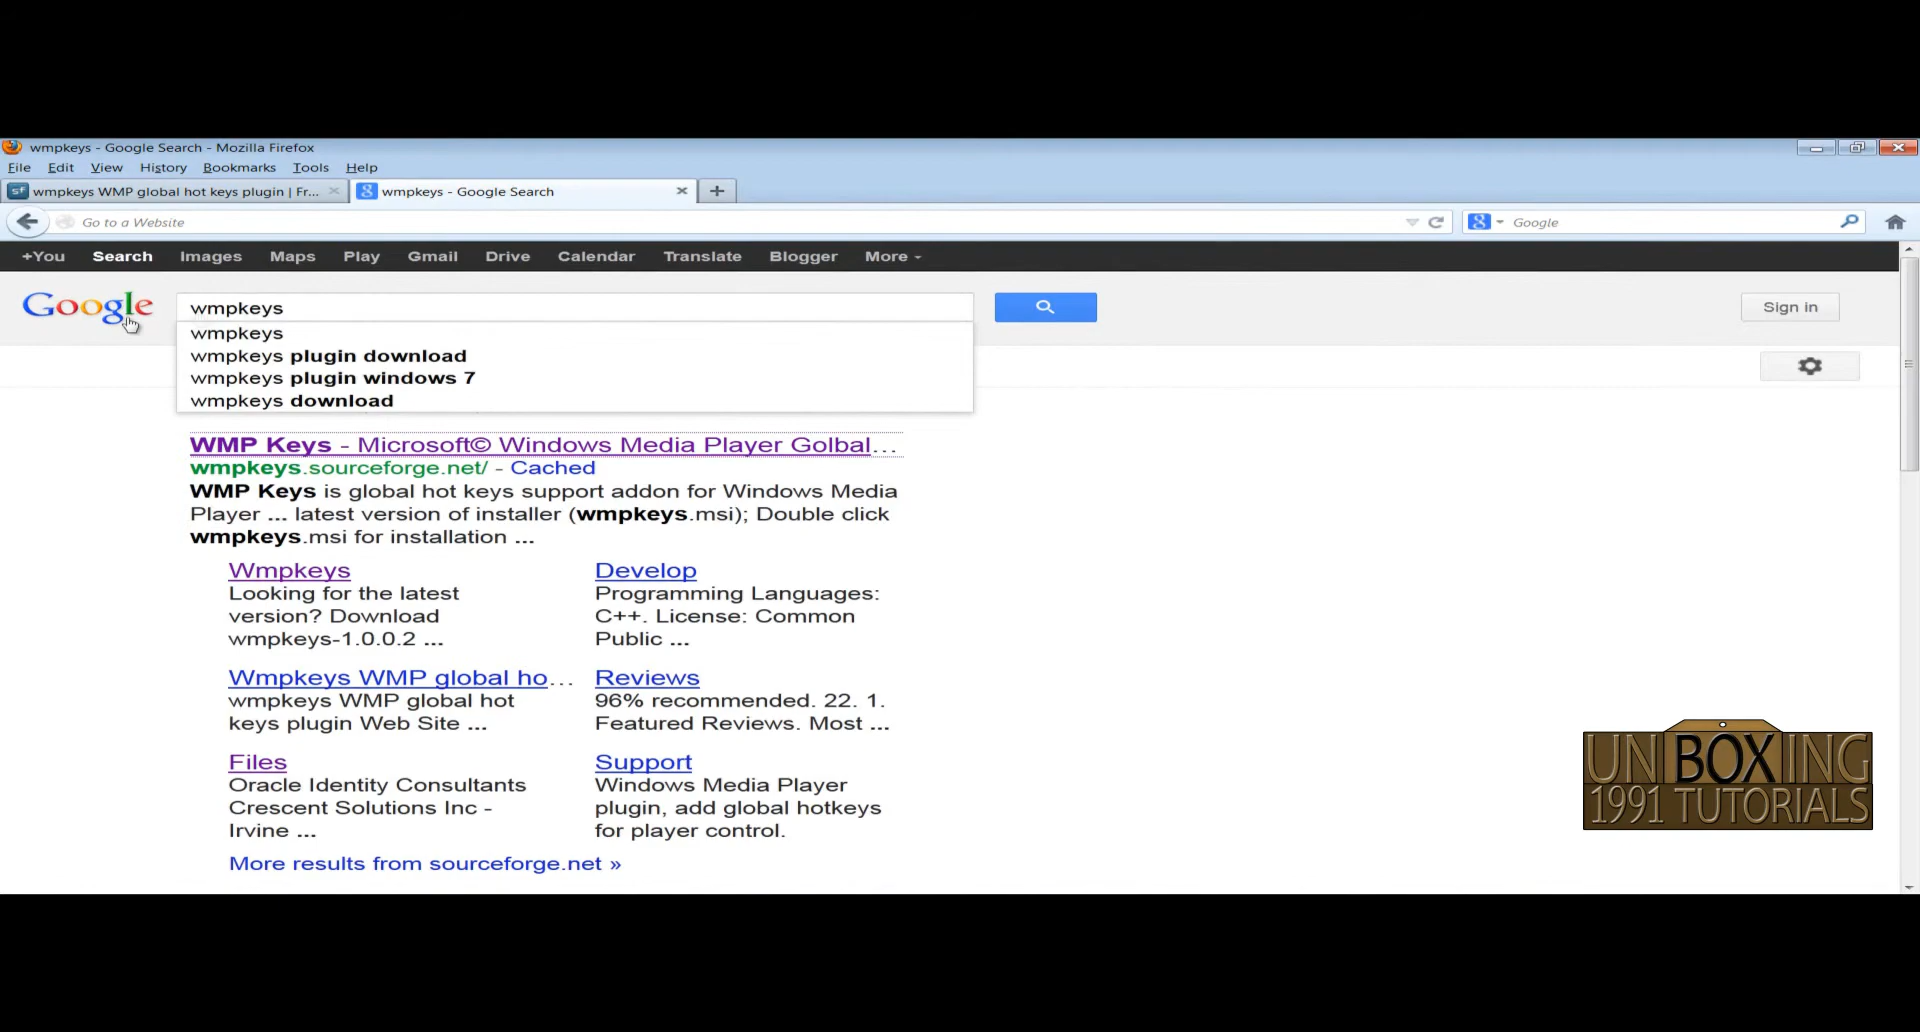 wmpkeys - Google Search - Mozilla Firefox
File Edit View History Bookmarks Tools Help
sf wmpkeys WMP global hot keys plugin | Fr... wmpkeys - Google Search
Go to a Website Google
+You Search Images Maps Play Gmail Drive Calendar Translate Blogger More
Google wmpkeys Sign in
wmpkeys
wmpkeys plugin download
wmpkeys plugin windows 7
wmpkeys download
WMP Keys - Microsoft© Windows Media Player Golbal...
wmpkeys.sourceforge.net/ - Cached
WMP Keys is global hot keys support addon for Windows Media
Player ... latest version of installer (wmpkeys.msi); Double click
wmpkeys.msi for installation ...
Wmpkeys
Looking for the latest
version? Download
wmpkeys-1.0.0.2 ...
Develop
Programming Languages:
C++. License: Common
Public ...
Wmpkeys WMP global ho...
wmpkeys WMP global hot
keys plugin Web Site ...
Reviews
96% recommended. 22. 1.
Featured Reviews. Most ...
Files
Oracle Identity Consultants
Crescent Solutions Inc -
Irvine ...
Support
Windows Media Player
plugin, add global hotkeys
for player control.
More results from sourceforge.net »
UNBOXING
1991 TUTORIALS